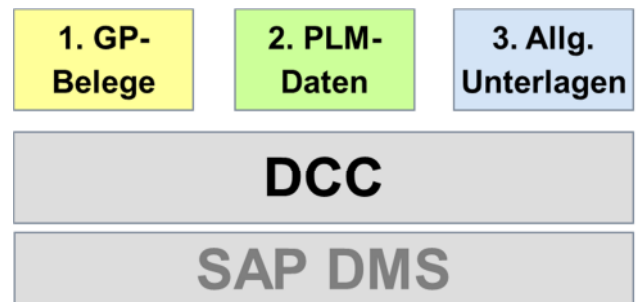 1. GP-
Belege
2. PLM-
Daten
3. Allg.
Unterlagen
DCC
SAP DMS